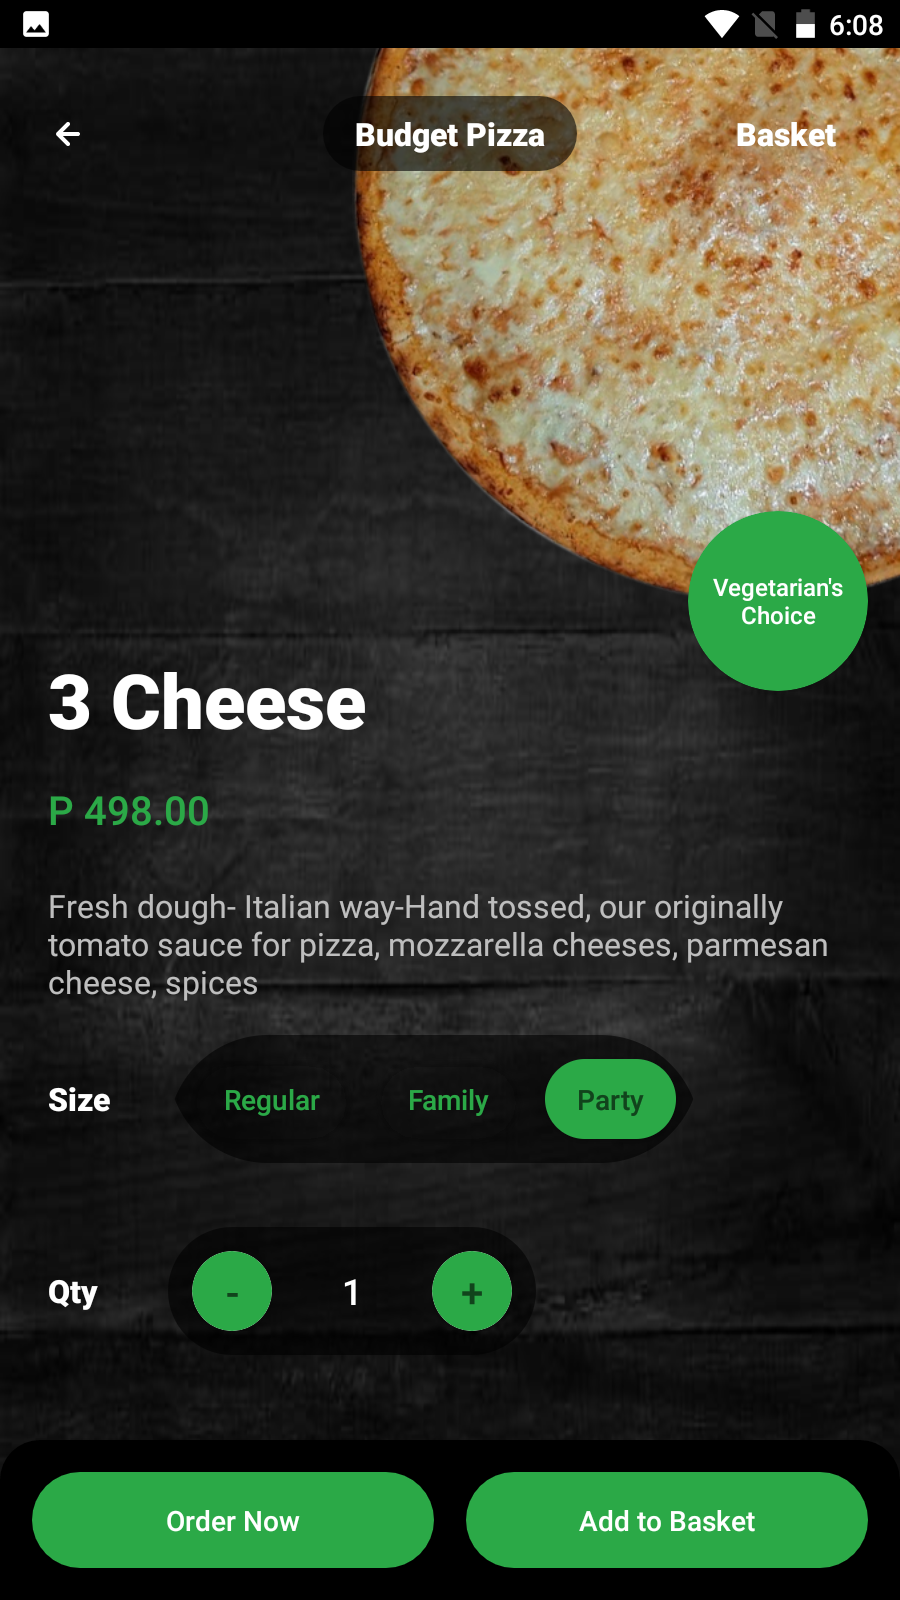 6:08
Budget Pizza
Basket
Vegetarian's
Choice
3 Cheese
P 498.00
Fresh dough- Italian way-Hand tossed, our originally
tomato sauce for pizza, mozzarella cheeses, parmesan
cheese, spices
Size
Regular
Family
Party
Qty
-
1
+
Order Now
Add to Basket